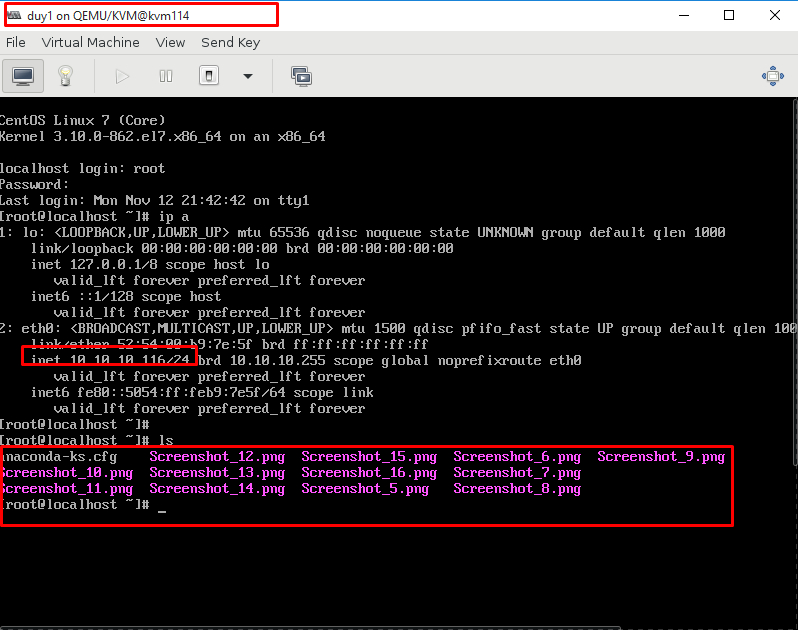 duy1 on QEMU/KVM@kvm114
File Virtual Machine View Send Key
CentOS Linux 7 (Core)
Kernel 3.10.0-862.el7.x86_64 on an x86_64
localhost login: root
Password:
Last login: Mon Nov 12 21:42:42 on tty1
[root@localhost ~]# ip a
1: lo: <LOOPBACK,UP,LOWER_UP> mtu 65536 qdisc noqueue state UNKNOWN group default qlen 1000
link/loopback 00:00:00:00:00:00 brd 00:00:00:00:00:00
inet 127.0.0.1/8 scope host lo
valid_lft forever preferred_lft forever
inet6 ::1/128 scope host
valid_lft forever preferred_lft forever
2: eth0: <BROADCAST,MULTICAST,UP,LOWER_UP> mtu 1500 qdisc pfifo_fast state UP group default qlen 100
link/ether 52:54:00:b9:7e:5f brd ff:ff:ff:ff:ff:ff
inet 10.10.10.116/24 brd 10.10.10.255 scope global noprefixroute eth0
valid_lft forever preferred_lft forever
inet6 fe80::5054:ff:feb9:7e5f/64 scope link
valid_lft forever preferred_lft forever
[root@localhost ~]#
[root@localhost ~]# ls
anaconda-ks.cfg Screenshot_12.png Screenshot_15.png Screenshot_6.png Screenshot_9.png
Screenshot_10.png Screenshot_13.png Screenshot_16.png Screenshot_7.png
Screenshot_11.png Screenshot_14.png Screenshot_5.png Screenshot_8.png
[root@localhost ~]# _